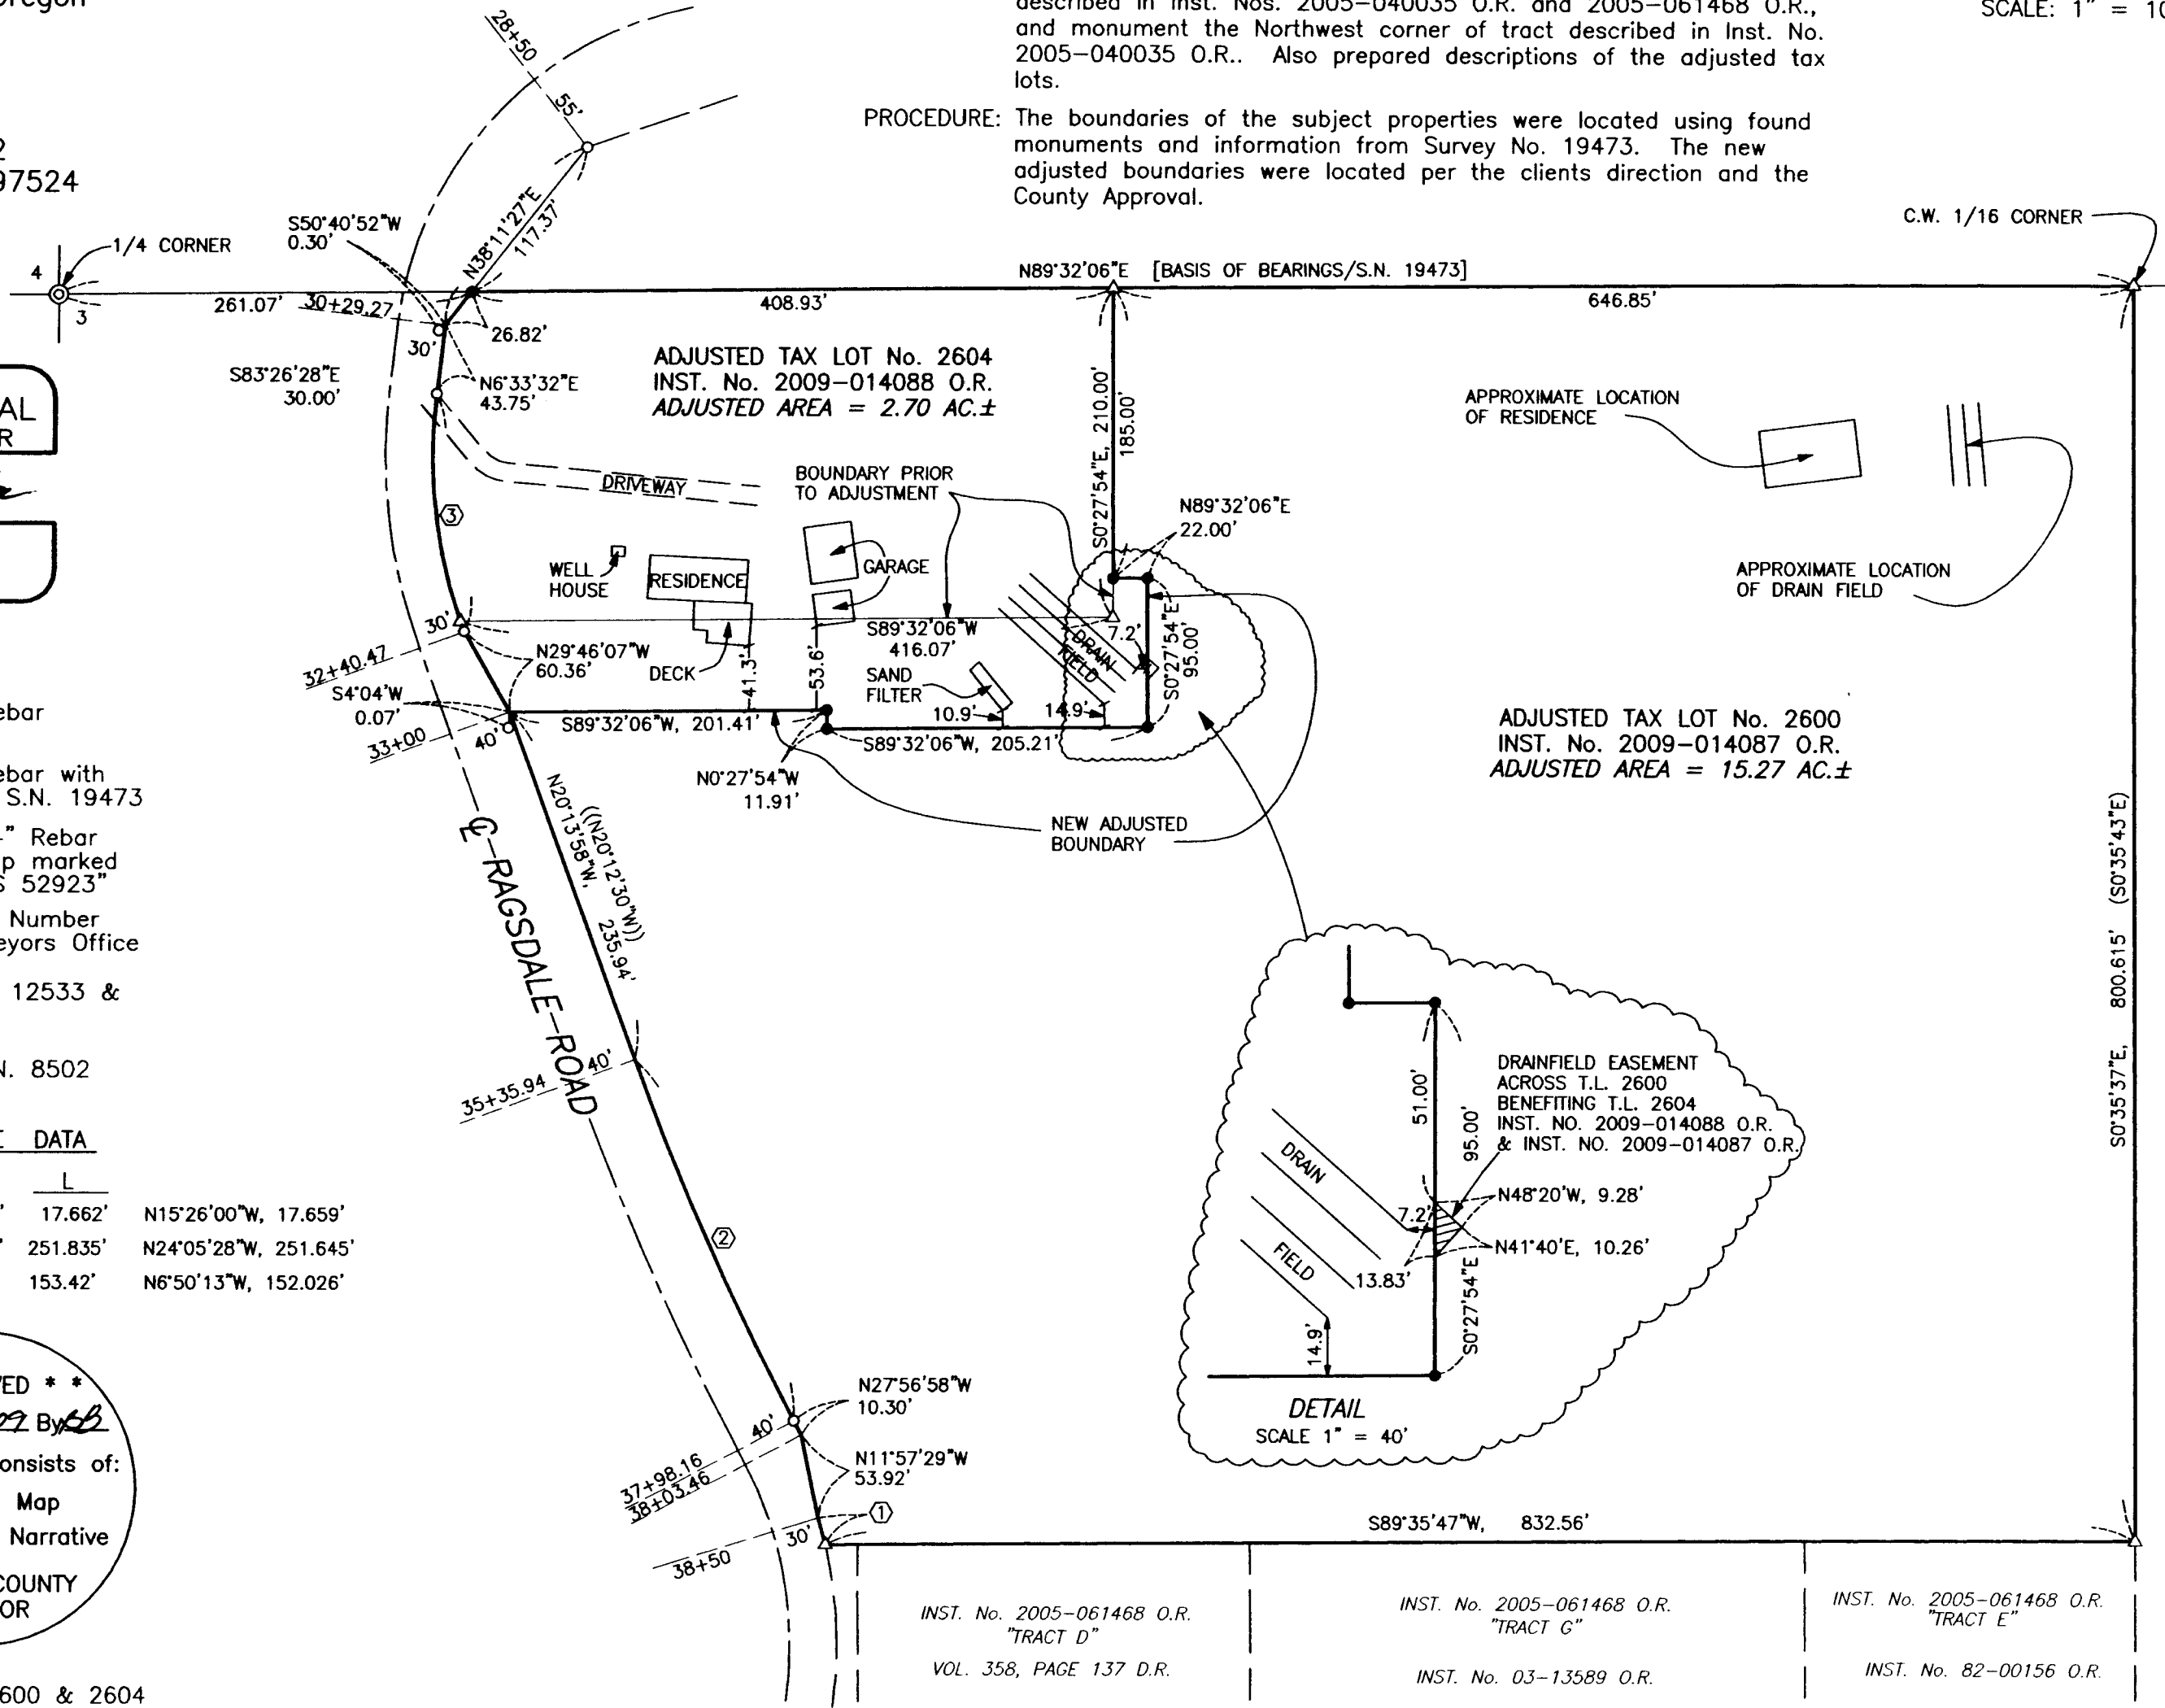 Oregon
described in Inst. Nos. 2005-040035 O.R. and 2005-061468 O.R.,
and monument the Northwest corner of tract described in Inst. No.
2005-040035 O.R.. Also prepared descriptions of the adjusted tax
lots.
SCALE: 1" = 10
PROCEDURE: The boundaries of the subject properties were located using found
monuments and information from Survey No. 19473. The new
adjusted boundaries were located per the clients direction and the
County Approval.
97524
28+50
55'
N38°11'27"E
117.37'
S50°40'52"W
0.30'
1/4 CORNER
4
3
C.W. 1/16 CORNER
N89°32'06"E [BASIS OF BEARINGS/S.N. 19473]
261.07'
30+29.27
408.93'
646.85'
26.82'
30'
S83°26'28"E
30.00'
N6°33'32"E
43.75'
ADJUSTED TAX LOT No. 2604
INST. No. 2009-014088 O.R.
ADJUSTED AREA = 2.70 AC.±
S0°27'54"E, 210.00'
185.00'
APPROXIMATE LOCATION
OF RESIDENCE
AL
R
BOUNDARY PRIOR
TO ADJUSTMENT
DRIVEWAY
N89°32'06"E
22.00'
3
WELL
HOUSE
RESIDENCE
GARAGE
APPROXIMATE LOCATION
OF DRAIN FIELD
30'
32+40.47
N29°46'07"W
60.36'
DECK
41.3'
53.6'
S89°32'06"W
416.07'
SAND
FILTER
DRAIN
FIELD
7.2'
S0°27'54"E
95.00'
S4°04'W
0.07'
33+00
40'
S89°32'06"W, 201.41'
10.9'
14.9'
S89°32'06"W, 205.21'
N0°27'54"W
11.91'
ADJUSTED TAX LOT No. 2600
INST. No. 2009-014087 O.R.
ADJUSTED AREA = 15.27 AC.±
ebar
ebar with
S.N. 19473
" Rebar
p marked
S 52923"
Number
eyors Office
12533 &
N. 8502
NEW ADJUSTED
BOUNDARY
((N20°12'30"W))
N20°13'58"W,
235.94'
℄ RAGSDALE ROAD
S0°35'37"E, 800.615' (S0°35'43"E)
35+35.94
40'
E DATA
L
17.662' N15°26'00"W, 17.659'
251.835' N24°05'28"W, 251.645'
153.42' N6°50'13"W, 152.026'
2
51.00'
95.00'
DRAINFIELD EASEMENT
ACROSS T.L. 2600
BENEFITING T.L. 2604
INST. NO. 2009-014088 O.R.
& INST. NO. 2009-014087 O.R.
DRAIN
FIELD
7.2'
N48°20'W, 9.28'
N41°40'E, 10.26'
13.83'
S0°27'54"E
14.9'
DETAIL
SCALE 1" = 40'
ED * *
By
onsists of:
Map
Narrative
COUNTY
OR
N27°56'58"W
10.30'
40'
37+98.16
38+03.46
N11°57'29"W
53.92'
1
30'
38+50
S89°35'47"W, 832.56'
INST. No. 2005-061468 O.R.
"TRACT D"
VOL. 358, PAGE 137 D.R.
INST. No. 2005-061468 O.R.
"TRACT G"
INST. No. 03-13589 O.R.
INST. No. 2005-061468 O.R.
"TRACT E"
INST. No. 82-00156 O.R.
600 & 2604